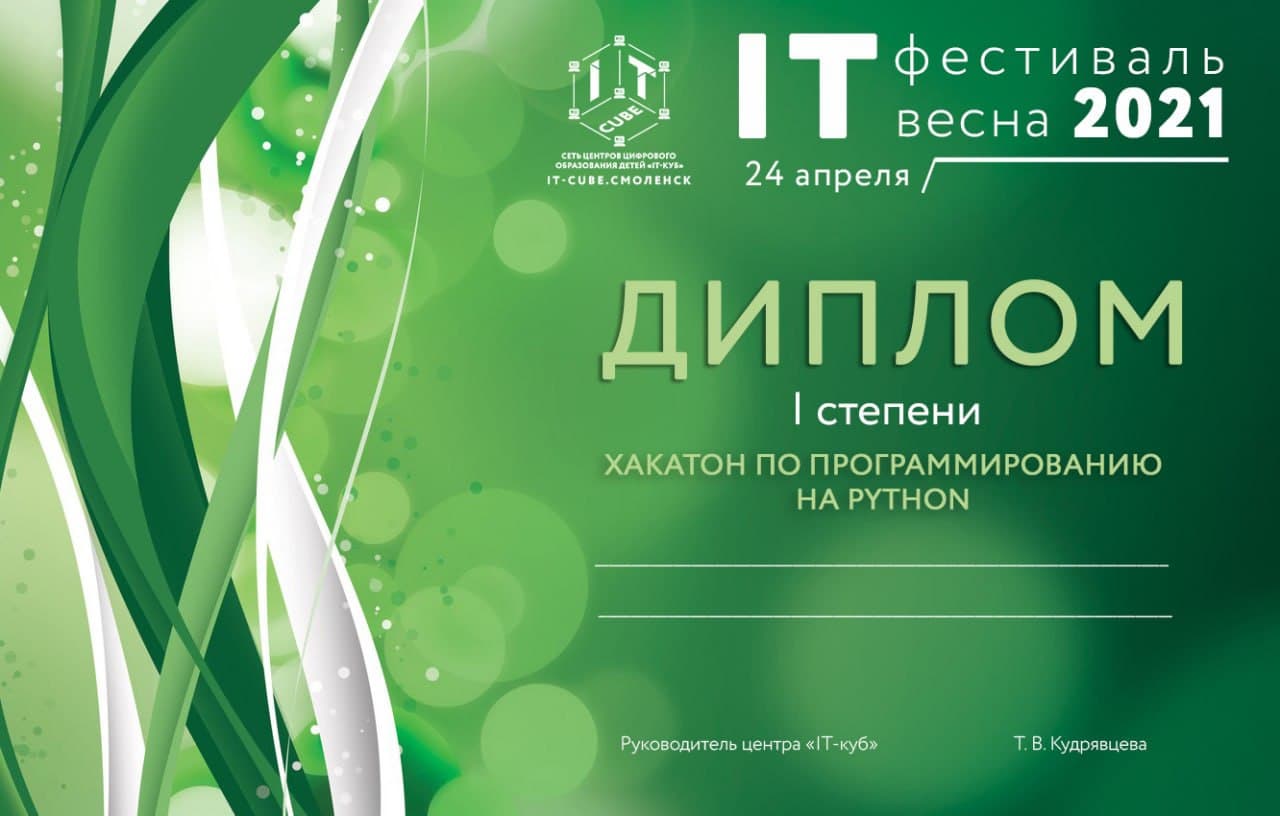 IT
CUBE
СЕТЬ ЦЕНТРОВ ЦИФРОВОГО
ОБРАЗОВАНИЯ ДЕТЕЙ «IT-КУБ»
IT-CUBE.СМОЛЕНСК
IT фестиваль
весна 2021
24 апреля /
ДИПЛОМ
I степени
ХАКАТОН ПО ПРОГРАММИРОВАНИЮ
НА PYTHON
Руководитель центра «IT-куб» Т. В. Кудрявцева